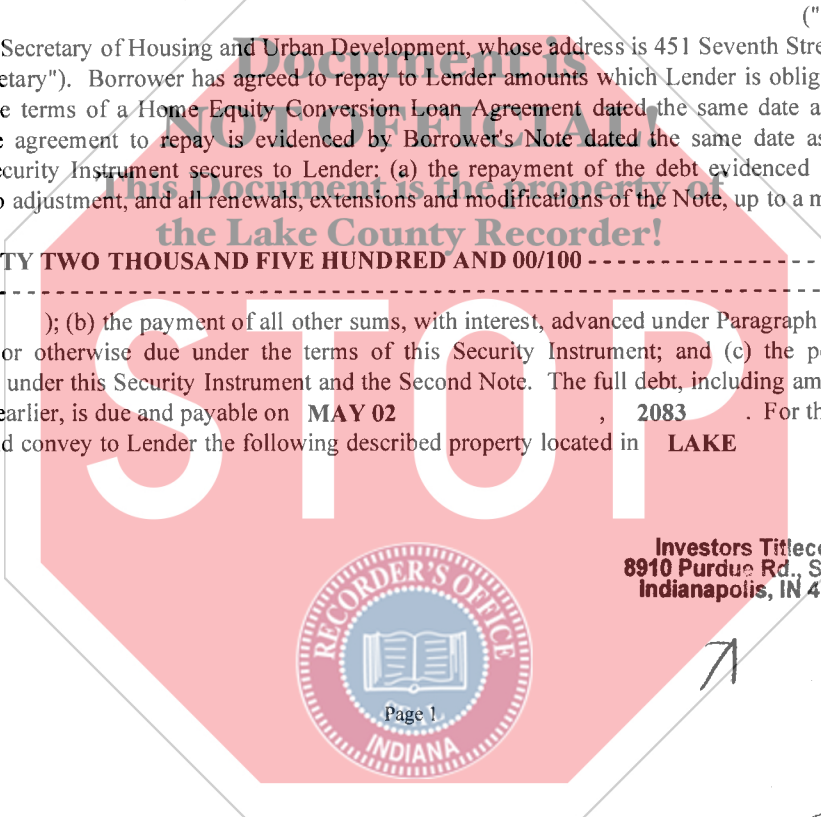 ("
Secretary of Housing and Urban Development, whose address is 451 Seventh Stre
etary"). Borrower has agreed to repay to Lender amounts which Lender is oblig
e terms of a Home Equity Conversion Loan Agreement dated the same date a
e agreement to repay is evidenced by Borrower's Note dated the same date as
ecurity Instrument secures to Lender: (a) the repayment of the debt evidenced
o adjustment, and all renewals, extensions and modifications of the Note, up to a m
TY TWO THOUSAND FIVE HUNDRED AND 00/100 - - - - - - - - - - - - - - - -
); (b) the payment of all other sums, with interest, advanced under Paragraph
or otherwise due under the terms of this Security Instrument; and (c) the p
under this Security Instrument and the Second Note. The full debt, including am
earlier, is due and payable on MAY 02 , 2083 . For th
d convey to Lender the following described property located in LAKE
Document is
NOT OFFICIAL!
This Document is the property of
the Lake County Recorder!
STOP
Investors Titlec
8910 Purdue Rd., S
Indianapolis, IN 4
RECORDER'S OFFICE
SEAL
Page 1
INDIANA